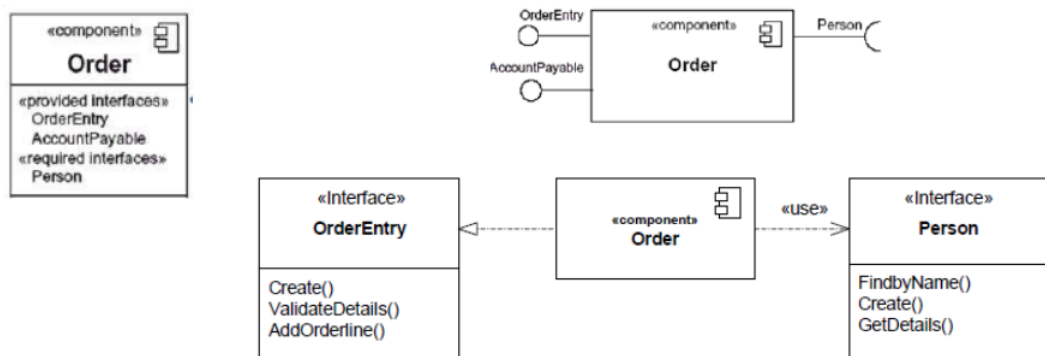 «component»
Order
«provided interfaces»
OrderEntry
AccountPayable
«required interfaces»
Person
OrderEntry
AccountPayable
«component»
Order
Person
«Interface»
OrderEntry
Create()
ValidateDetails()
AddOrderline()
«component»
Order
«use»
«Interface»
Person
FindbyName()
Create()
GetDetails()